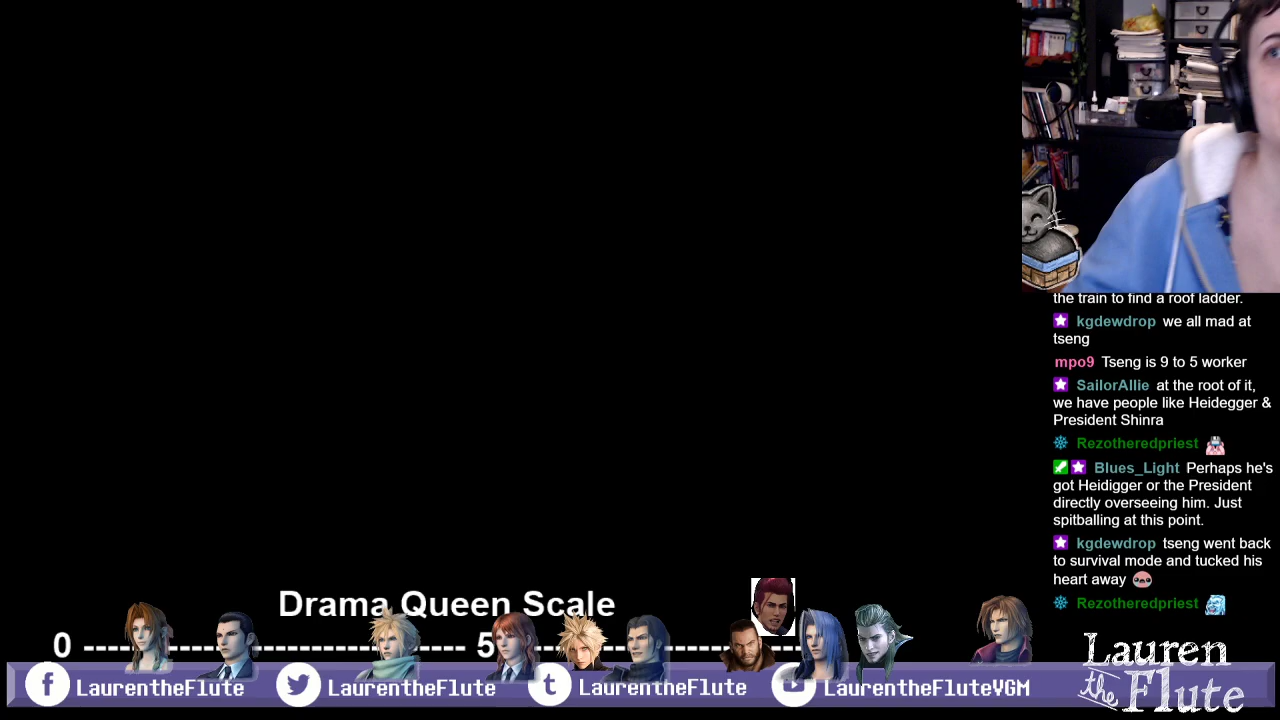 the train to find a roof ladder.
kgdewdrop we all mad at
tseng
mpo9 Tseng is 9 to 5 worker
SailorAllie at the root of it,
we have people like Heidegger &
President Shinra
Rezotheredpriest
Blues_Light Perhaps he's
got Heidigger or the President
directly overseeing him. Just
spitballing at this point.
kgdewdrop tseng went back
to survival mode and tucked his
heart away
Rezotheredpriest
Drama Queen Scale
0 ---------------------------------- 5 ----------------------------
LaurentheFlute LaurentheFlute LaurentheFlute LaurentheFluteVGM
Lauren
the Flute